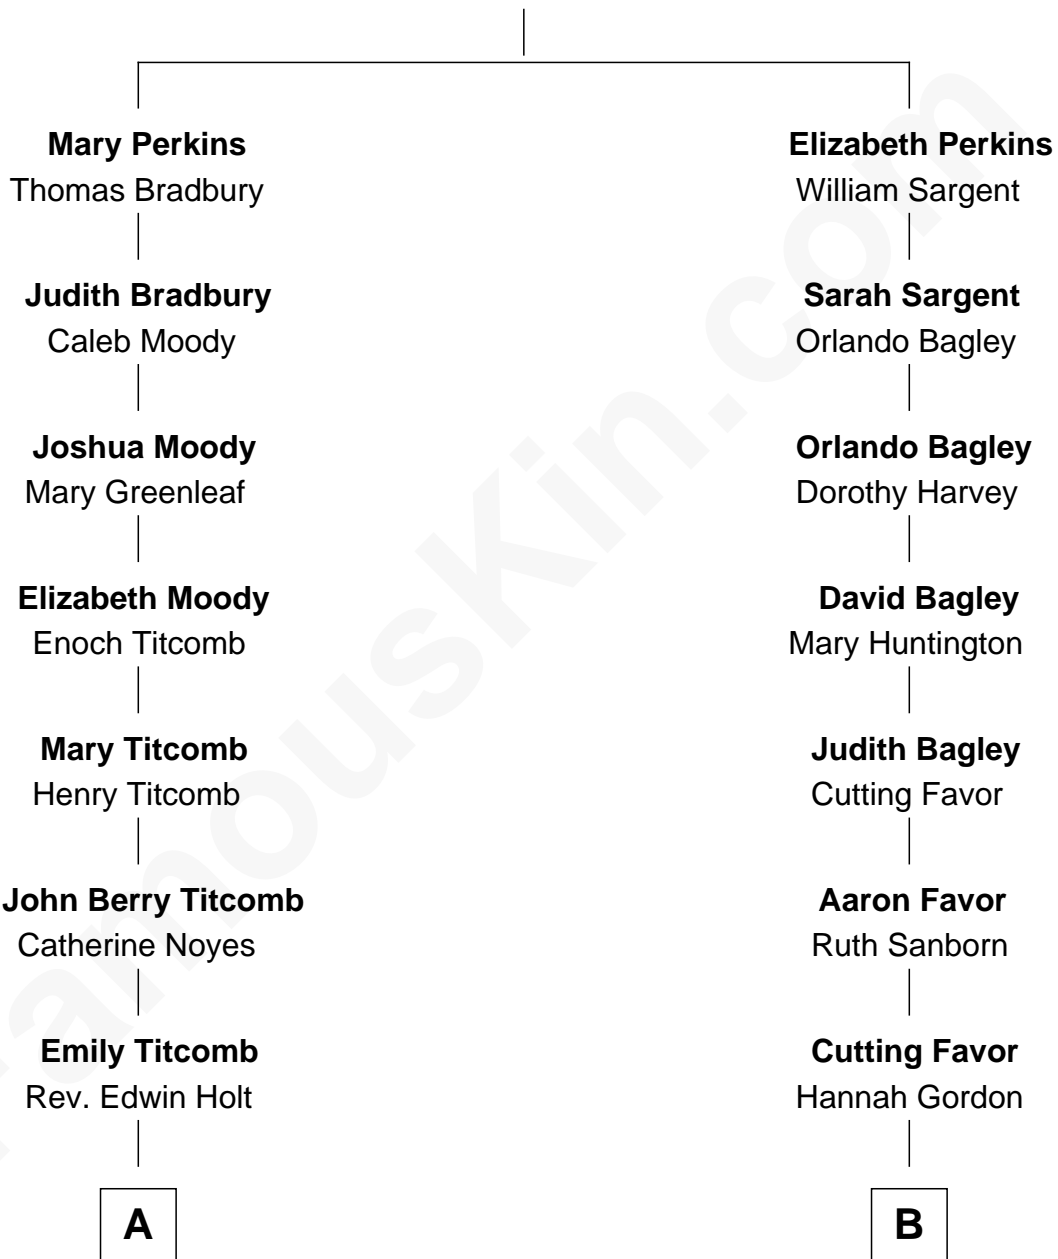 Mary Perkins
Thomas Bradbury
Judith Bradbury
Caleb Moody
Joshua Moody
Mary Greenleaf
Elizabeth Moody
Enoch Titcomb
Mary Titcomb
Henry Titcomb
John Berry Titcomb
Catherine Noyes
Emily Titcomb
Rev. Edwin Holt
A
Elizabeth Perkins
William Sargent
Sarah Sargent
Orlando Bagley
Orlando Bagley
Dorothy Harvey
David Bagley
Mary Huntington
Judith Bagley
Cutting Favor
Aaron Favor
Ruth Sanborn
Cutting Favor
Hannah Gordon
B
FamousKin.com